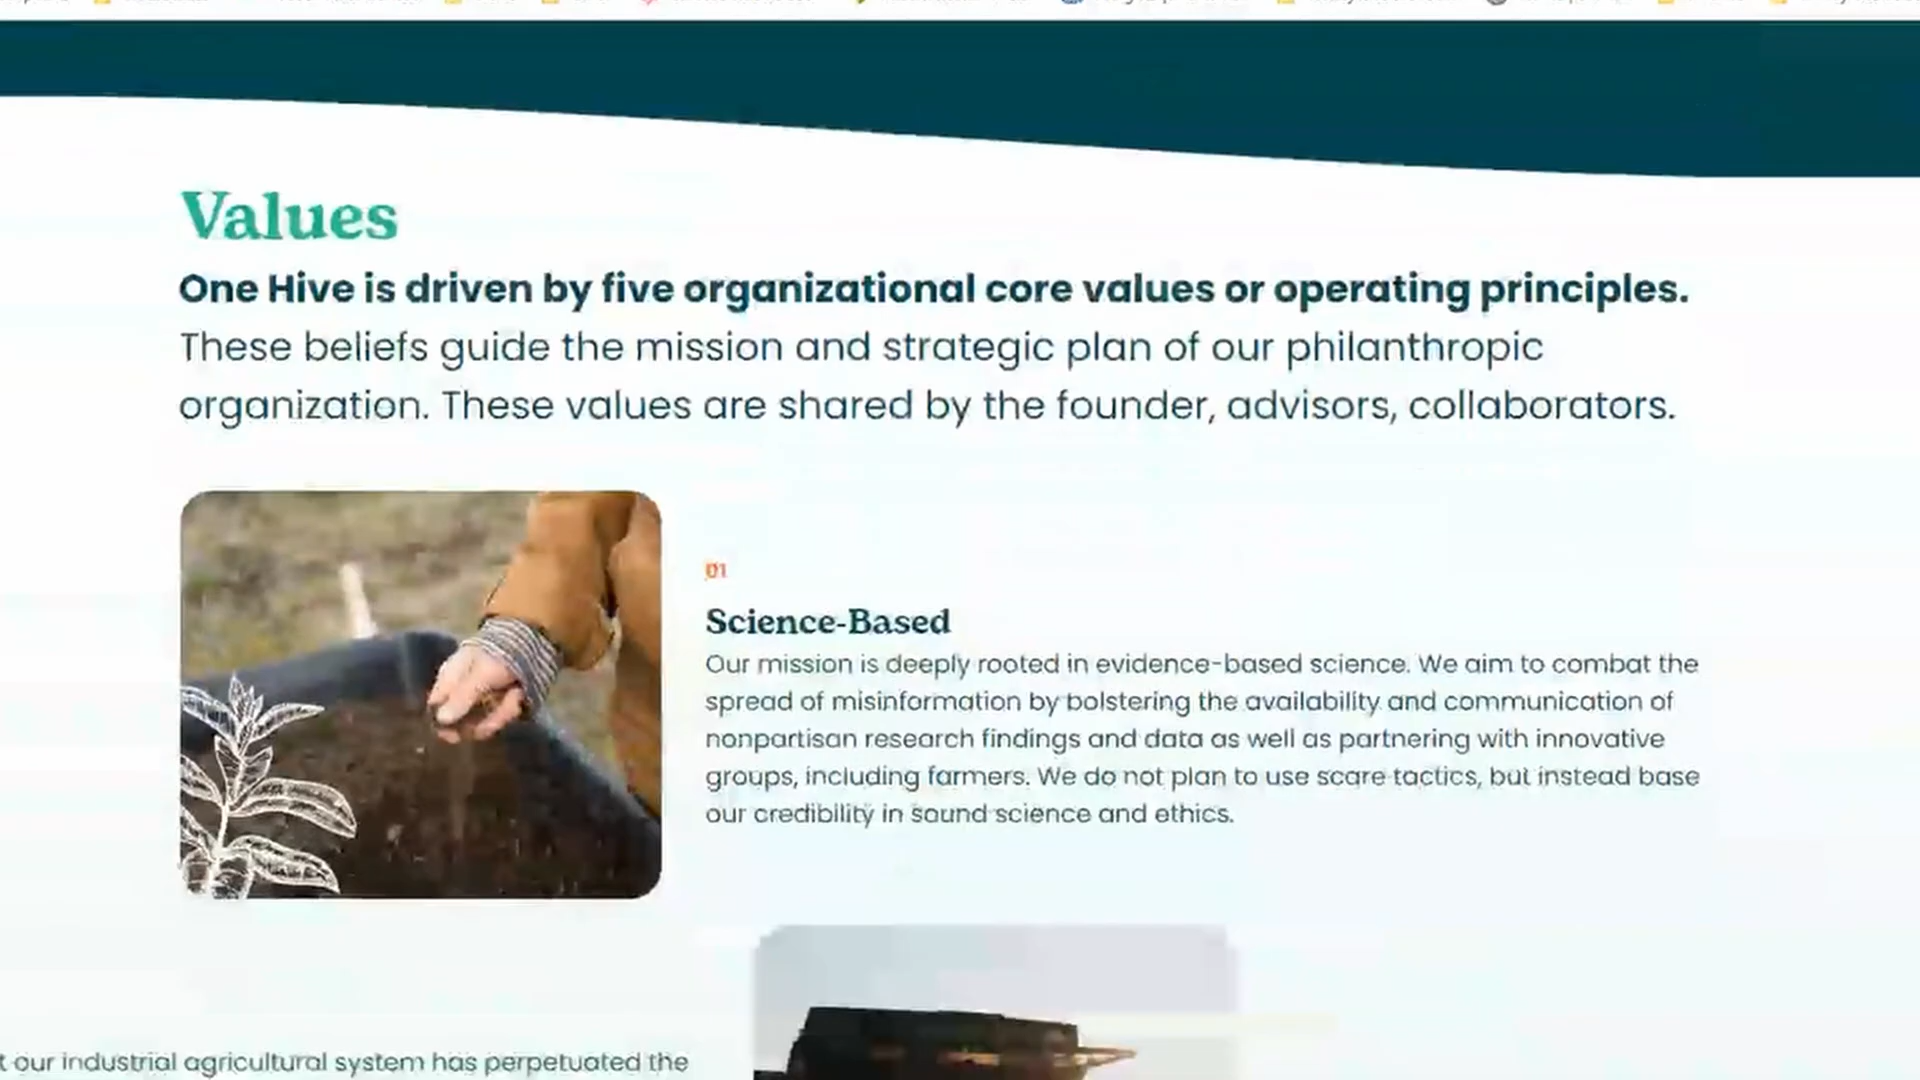 Values
One Hive is driven by five organizational core values or operating principles.
These beliefs guide the mission and strategic plan of our philanthropic
organization. These values are shared by the founder, advisors, collaborators.
01
Science-Based
Our mission is deeply rooted in evidence-based science. We aim to combat the
spread of misinformation by bolstering the availability and communication of
nonpartisan research findings and data as well as partnering with innovative
groups, including farmers. We do not plan to use scare tactics, but instead base
our credibility in sound science and ethics.
our industrial agricultural system has perpetuated the